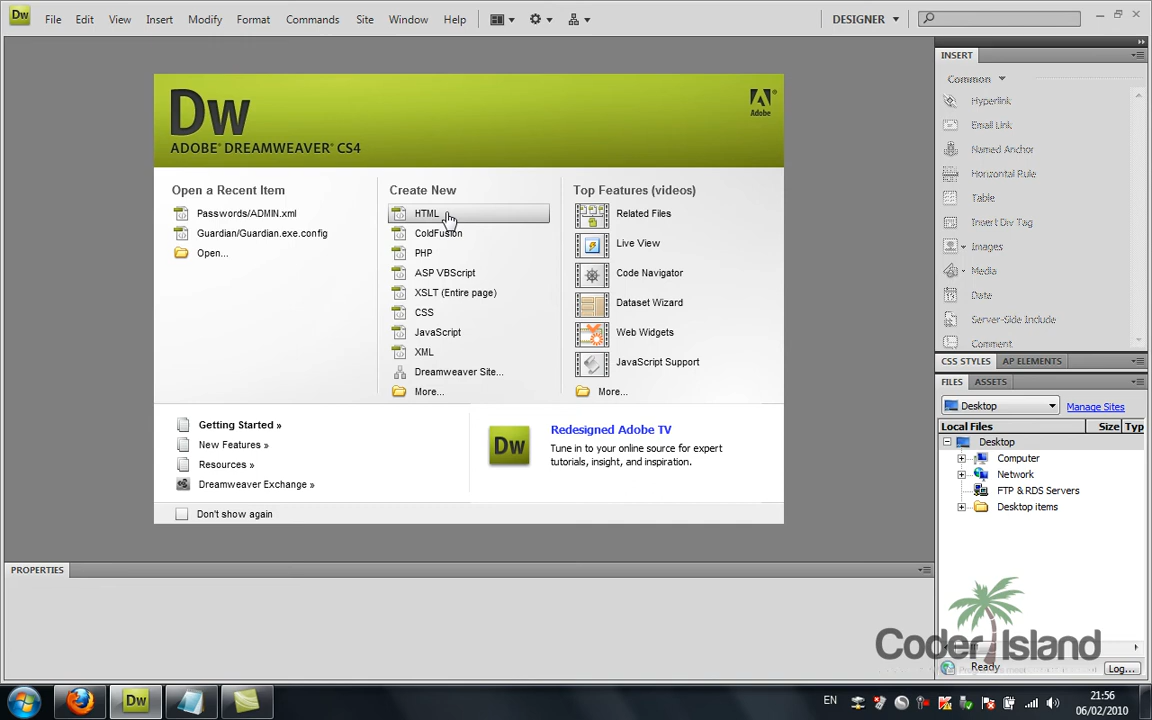 Dw File Edit View Insert Modify Format Commands Site Window Help DESIGNER
Dw
ADOBE® DREAMWEAVER® CS4
Adobe
Open a Recent Item
Passwords/ADMIN.xml
Guardian/Guardian.exe.config
Open...
Create New
HTML
ColdFusion
PHP
ASP VBScript
XSLT (Entire page)
CSS
JavaScript
XML
Dreamweaver Site...
More...
Top Features (videos)
Related Files
Live View
Code Navigator
Dataset Wizard
Web Widgets
JavaScript Support
More...
Getting Started »
New Features »
Resources »
Dreamweaver Exchange »
Dw
Redesigned Adobe TV
Tune in to your online source for expert
tutorials, insight, and inspiration.
Don't show again
PROPERTIES
INSERT
Common
Hyperlink
Email Link
Named Anchor
Horizontal Rule
Table
Insert Div Tag
Images
Media
Date
Server-Side Include
Comment
CSS STYLES AP ELEMENTS
FILES ASSETS
Desktop Manage Sites
Local Files Size Typ
Desktop
Computer
Network
FTP & RDS Servers
Desktop items
Coder Island
Ready Log...
Dw EN 21:56
06/02/2010